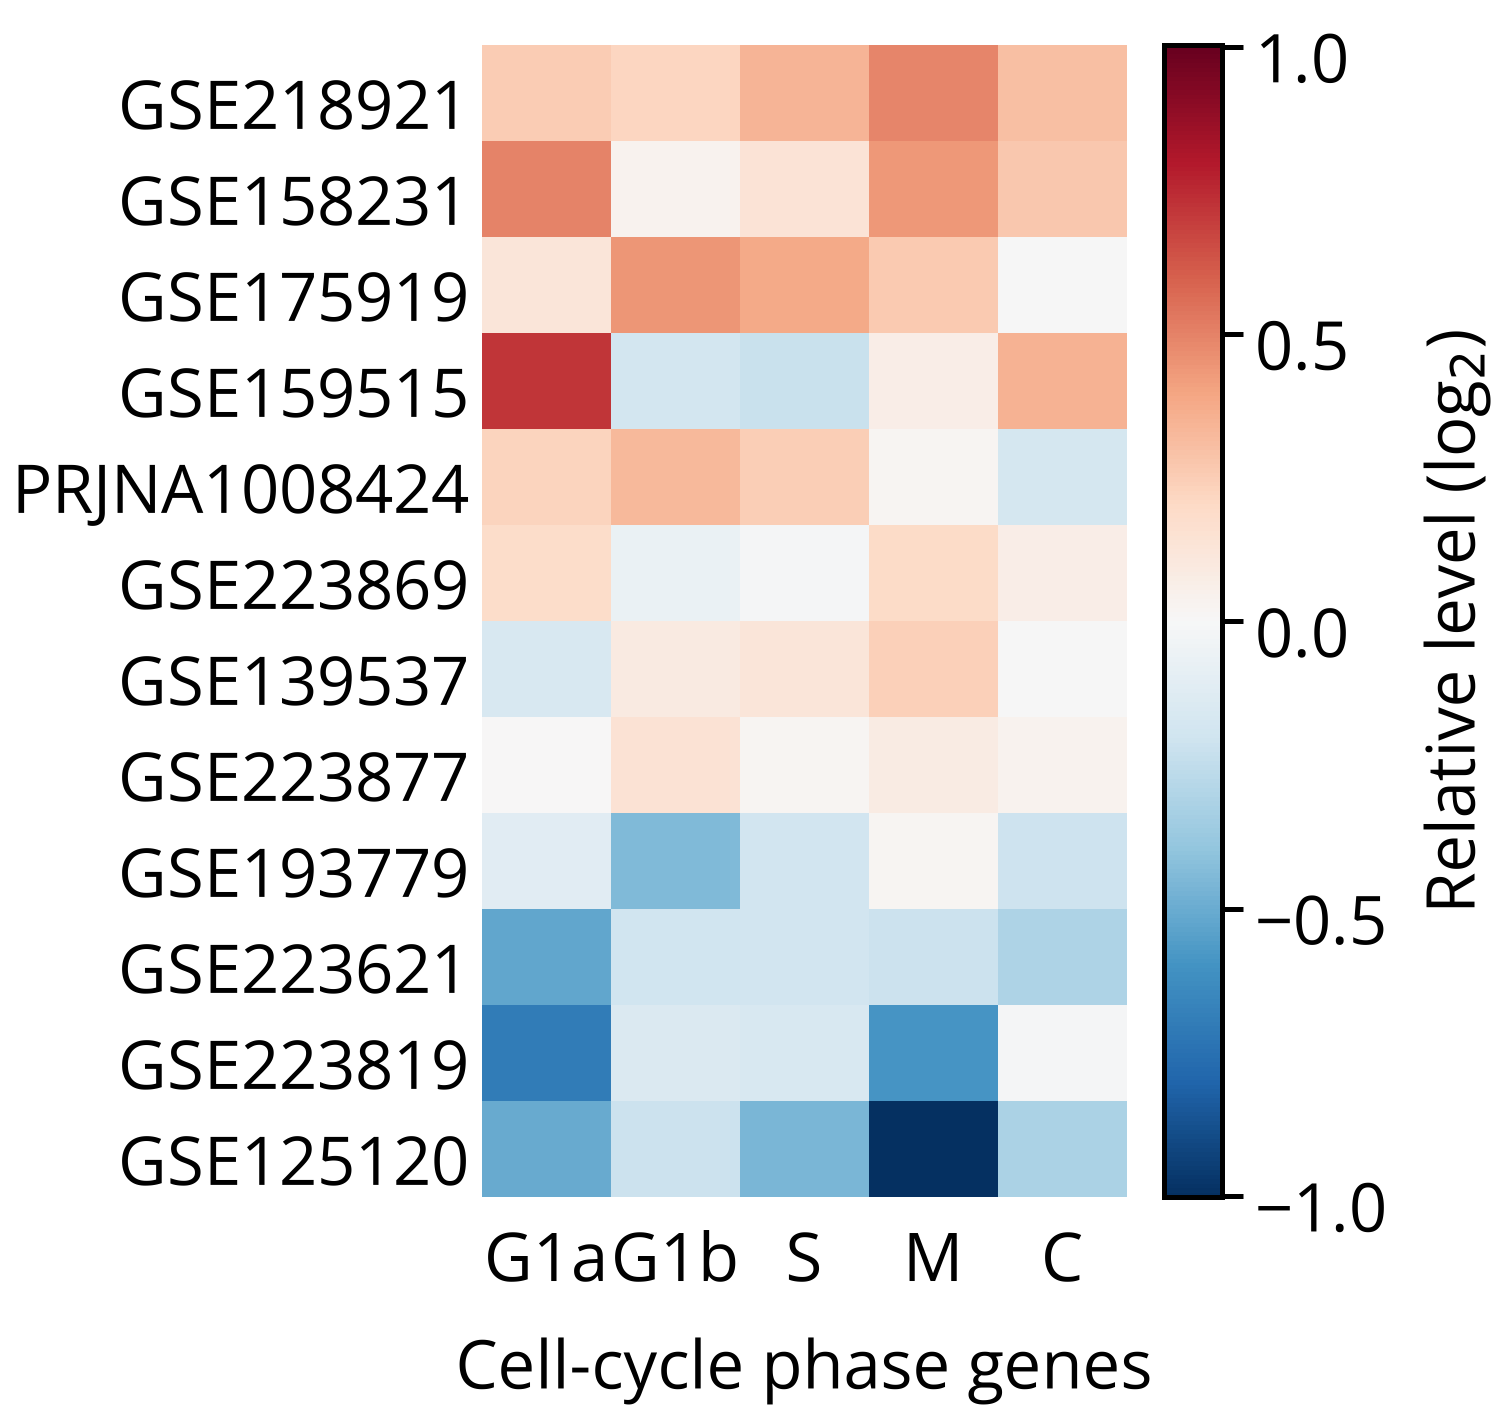 GSE218921
GSE158231
GSE175919
GSE159515
PRJNA1008424
GSE223869
GSE139537
GSE223877
GSE193779
GSE223621
GSE223819
GSE125120
G1a G1b S M C
Cell-cycle phase genes
1.0
0.5
0.0
−0.5
−1.0
Relative level (log₂)